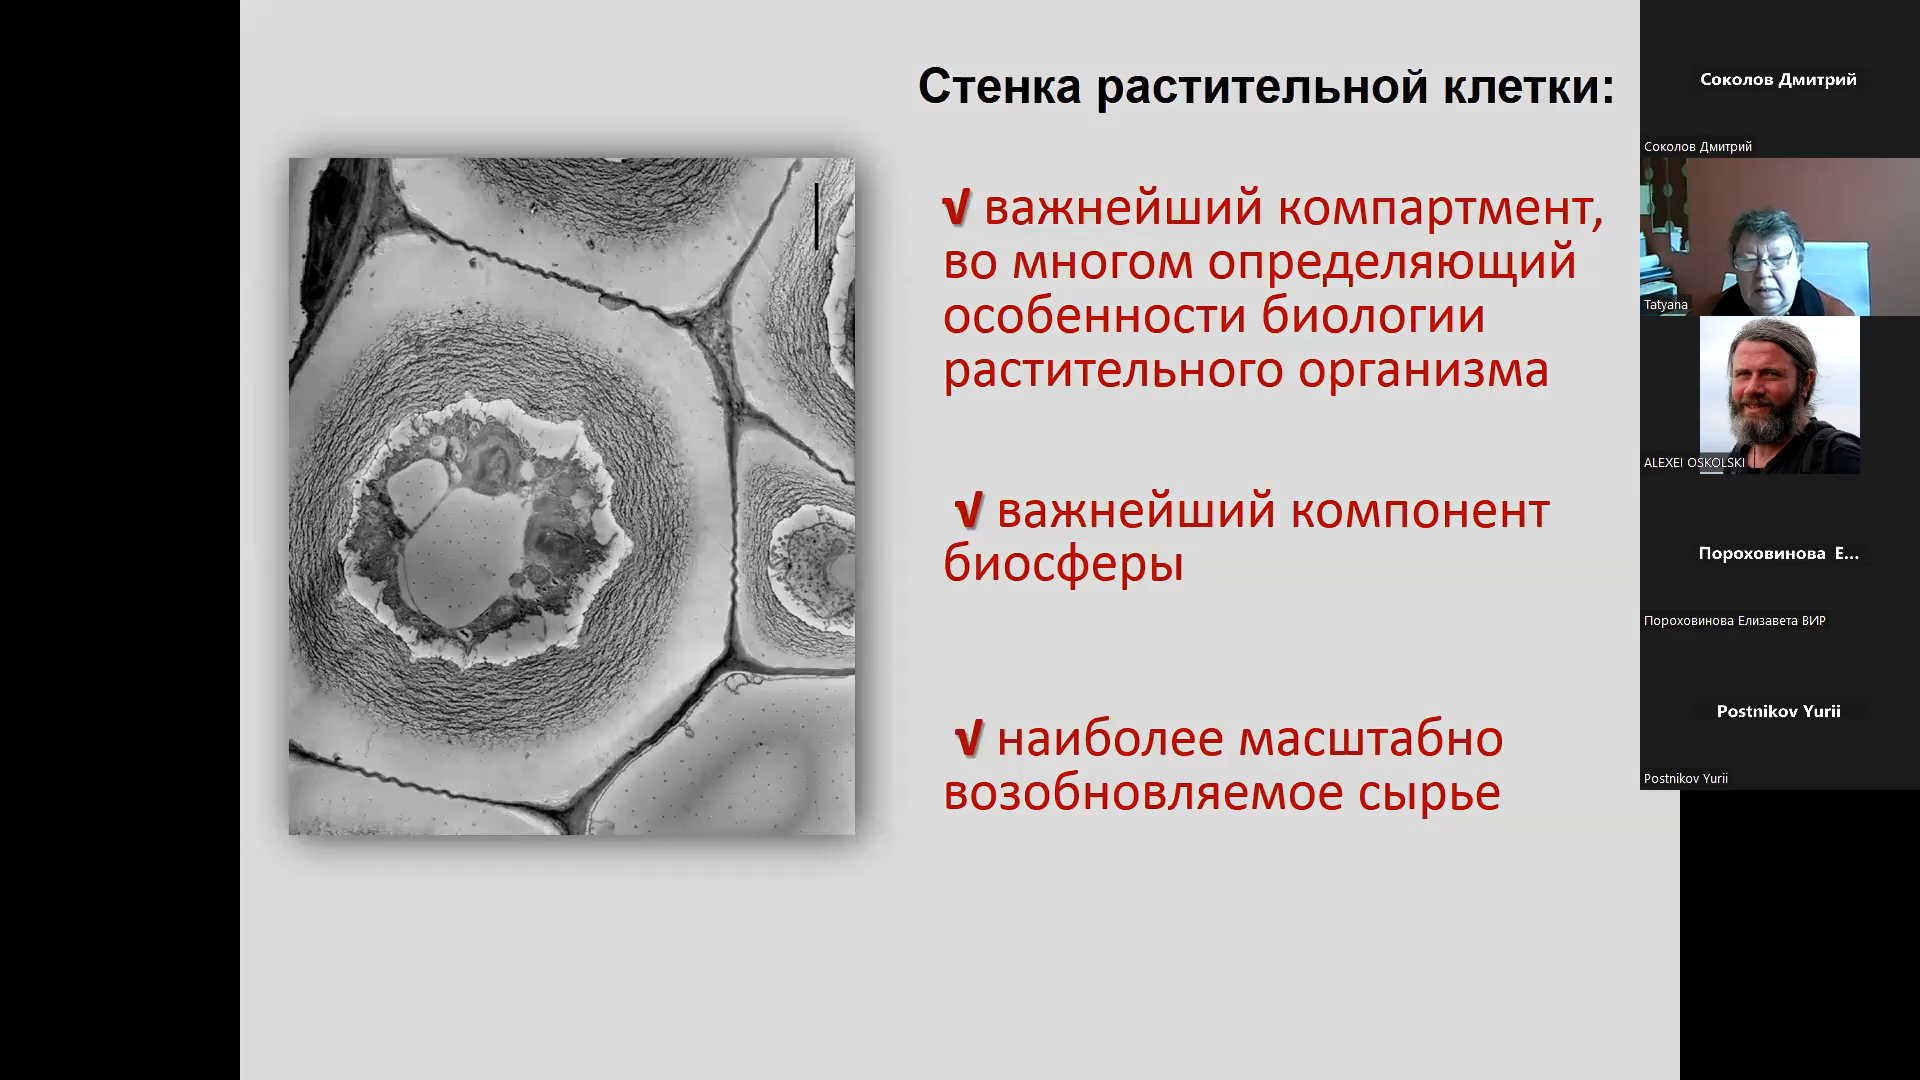 Стенка растительной клетки:
√ важнейший компартмент,
во многом определяющий
особенности биологии
растительного организма
√ важнейший компонент
биосферы
√ наиболее масштабно
возобновляемое сырье
Соколов Дмитрий
Соколов Дмитрий
Tatyana
ALEXEI OSKOLSKI
Пороховинова Е...
Пороховинова Елизавета ВИР
Postnikov Yurii
Postnikov Yurii